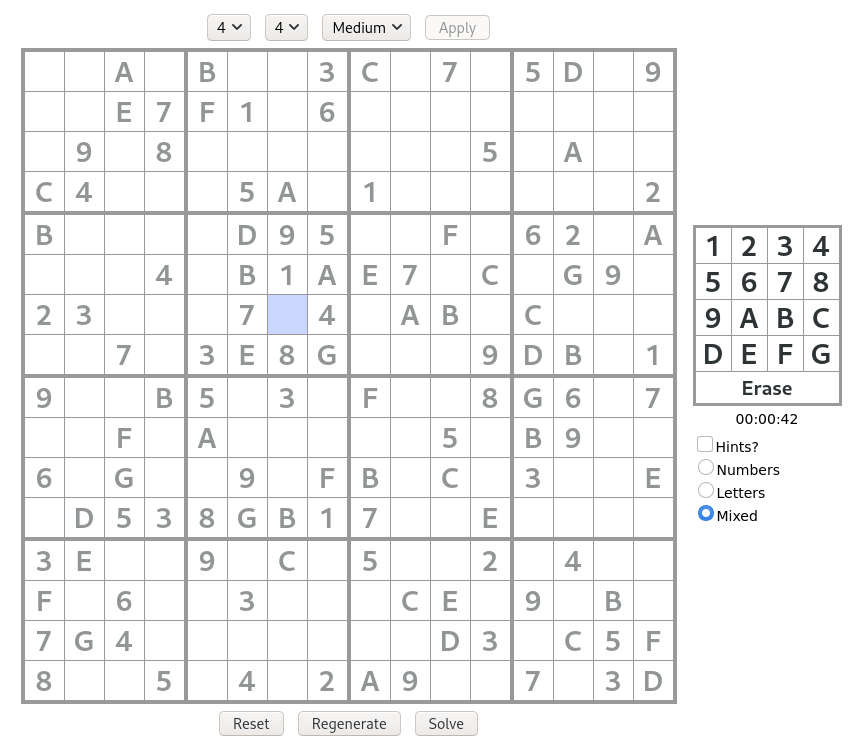 4 4 Medium Apply
A B 3 C 7 5 D 9
E 7 F 1 6
9 8 5 A
C 4 5 A 1 2
B D 9 5 F 6 2 A
4 B 1 A E 7 C G 9
2 3 7 4 A B C
7 3 E 8 G 9 D B 1
9 B 5 3 F 8 G 6 7
F A 5 B 9
6 G 9 F B C 3 E
D 5 3 8 G B 1 7 E
3 E 9 C 5 2 4
F 6 3 C E 9 B
7 G 4 D 3 C 5 F
8 5 4 2 A 9 7 3 D
1 2 3 4
5 6 7 8
9 A B C
D E F G
Erase
00:00:42
Hints?
Numbers
Letters
Mixed
Reset Regenerate Solve